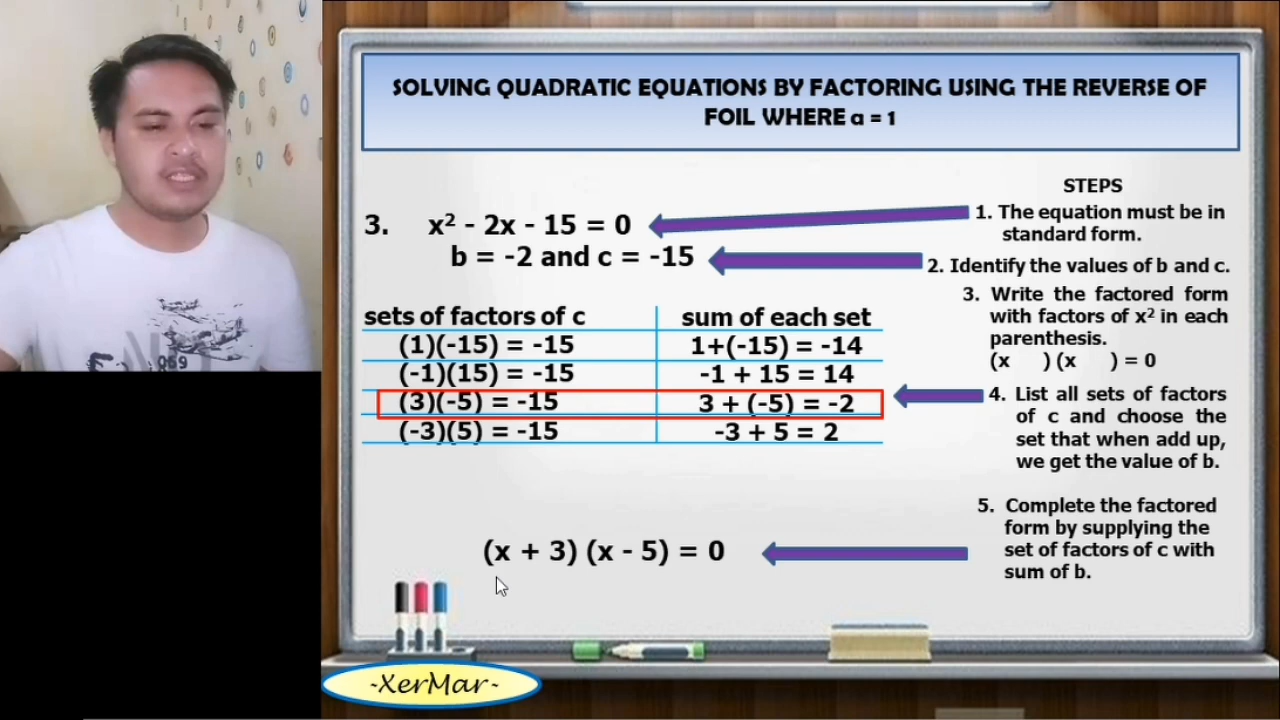 SOLVING QUADRATIC EQUATIONS BY FACTORING USING THE REVERSE OF
FOIL WHERE a = 1
3. x² - 2x - 15 = 0
b = -2 and c = -15
sets of factors of c sum of each set
(1)(-15) = -15 1+(-15) = -14
(-1)(15) = -15 -1 + 15 = 14
(3)(-5) = -15 3 + (-5) = -2
(-3)(5) = -15 -3 + 5 = 2
(x + 3) (x - 5) = 0
STEPS
1. The equation must be in
standard form.
2. Identify the values of b and c.
3. Write the factored form
with factors of x² in each
parenthesis.
(x ) (x ) = 0
4. List all sets of factors
of c and choose the
set that when add up,
we get the value of b.
5. Complete the factored
form by supplying the
set of factors of c with
sum of b.
-XerMar-
069